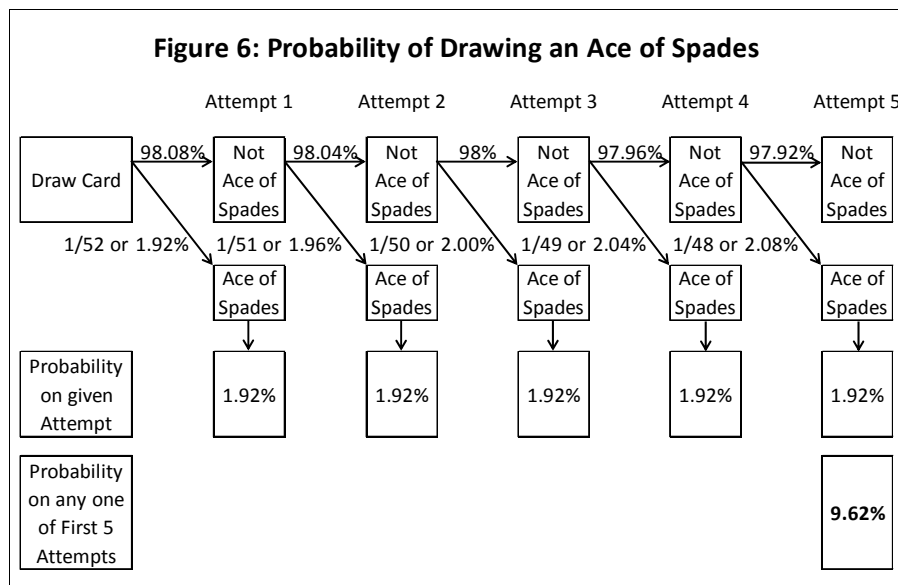 Figure 6: Probability of Drawing an Ace of Spades
Attempt 1
Attempt 2
Attempt 3
Attempt 4
Attempt 5
Draw Card
98.08%
Not
Ace of
Spades
98.04%
Not
Ace of
Spades
98%
Not
Ace of
Spades
97.96%
Not
Ace of
Spades
97.92%
Not
Ace of
Spades
1/52 or 1.92%
1/51 or 1.96%
1/50 or 2.00%
1/49 or 2.04%
1/48 or 2.08%
Ace of
Spades
Ace of
Spades
Ace of
Spades
Ace of
Spades
Ace of
Spades
Probability
on given
Attempt
1.92%
1.92%
1.92%
1.92%
1.92%
Probability
on any one
of First 5
Attempts
9.62%